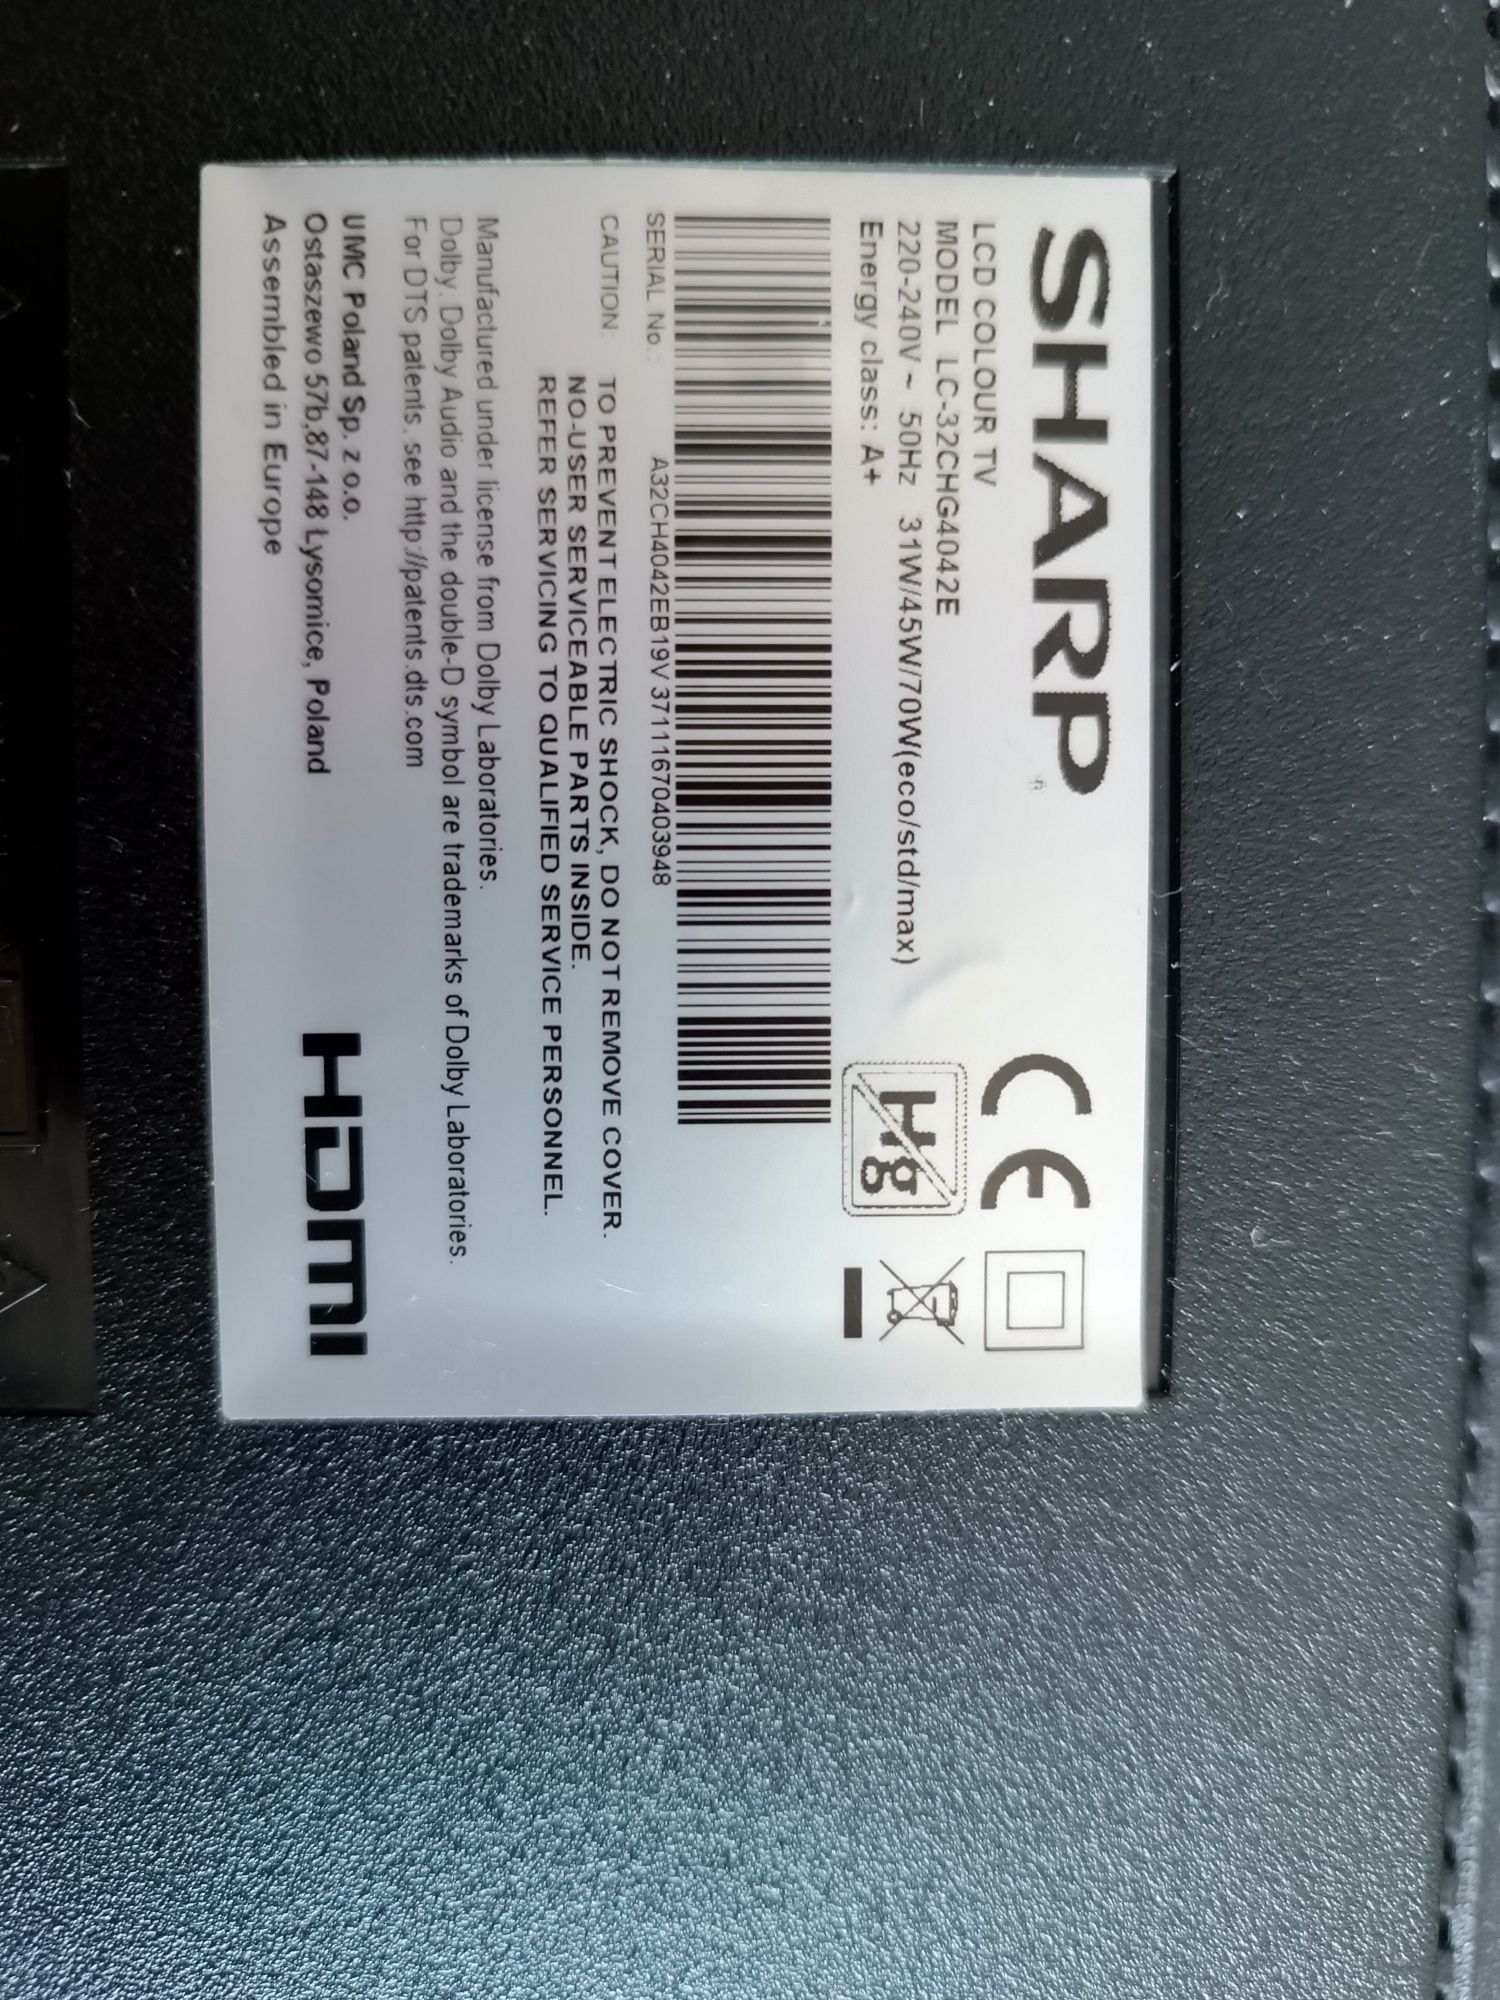 SHARP ®
LCD COLOUR TV
MODEL LC-32CHG4042E
220-240V ~ 50Hz 31W/45W/70W(eco/std/max)
Energy class: A+
CE
Hg
SERIAL No.: A32CH4042EB19V 37111670403948
CAUTION: TO PREVENT ELECTRIC SHOCK, DO NOT REMOVE COVER.
NO-USER SERVICEABLE PARTS INSIDE.
REFER SERVICING TO QUALIFIED SERVICE PERSONNEL.
Manufactured under license from Dolby Laboratories.
Dolby, Dolby Audio and the double-D symbol are trademarks of Dolby Laboratories.
For DTS patents, see http://patents.dts.com
UMC Poland Sp. z o.o.
Ostaszewo 57b,87-148 Łysomice, Poland
Assembled in Europe
HDMI